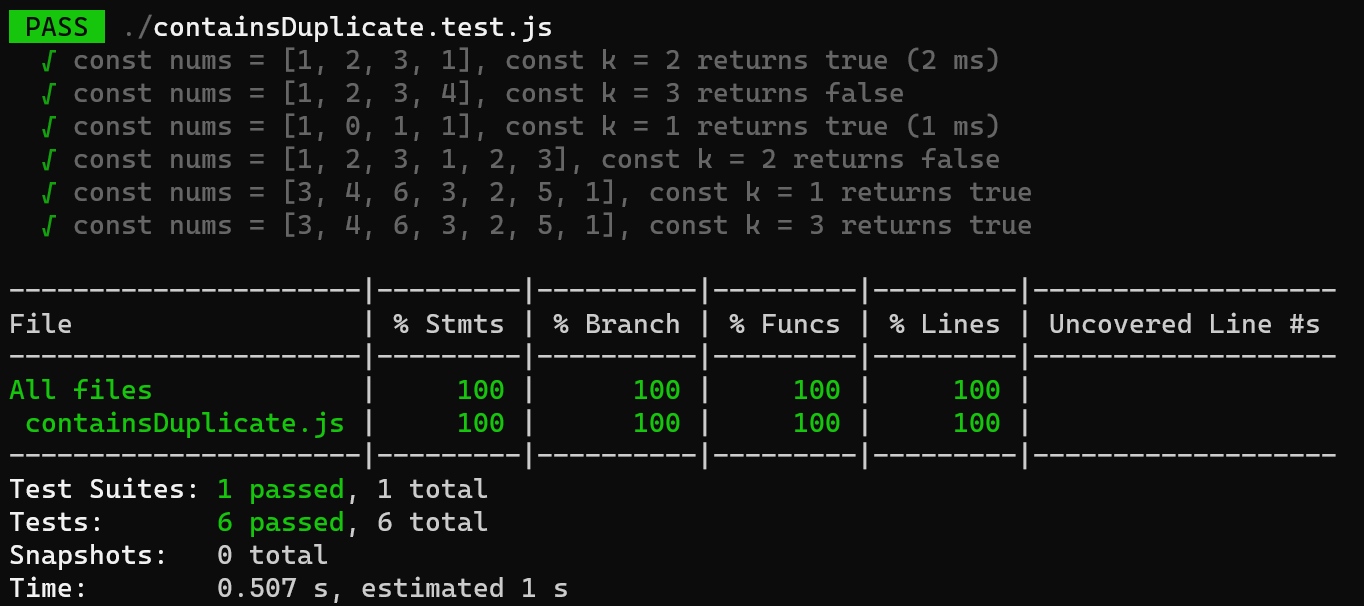 PASS ./containsDuplicate.test.js
√ const nums = [1, 2, 3, 1], const k = 2 returns true (2 ms)
√ const nums = [1, 2, 3, 4], const k = 3 returns false
√ const nums = [1, 0, 1, 1], const k = 1 returns true (1 ms)
√ const nums = [1, 2, 3, 1, 2, 3], const k = 2 returns false
√ const nums = [3, 4, 6, 3, 2, 5, 1], const k = 1 returns true
√ const nums = [3, 4, 6, 3, 2, 5, 1], const k = 3 returns true
----------------------|---------|----------|---------|---------|-------------------
File                  | % Stmts | % Branch | % Funcs | % Lines | Uncovered Line #s
----------------------|---------|----------|---------|---------|-------------------
All files             |     100 |      100 |     100 |     100 |
 containsDuplicate.js |     100 |      100 |     100 |     100 |
----------------------|---------|----------|---------|---------|-------------------
Test Suites: 1 passed, 1 total
Tests:       6 passed, 6 total
Snapshots:   0 total
Time:        0.507 s, estimated 1 s